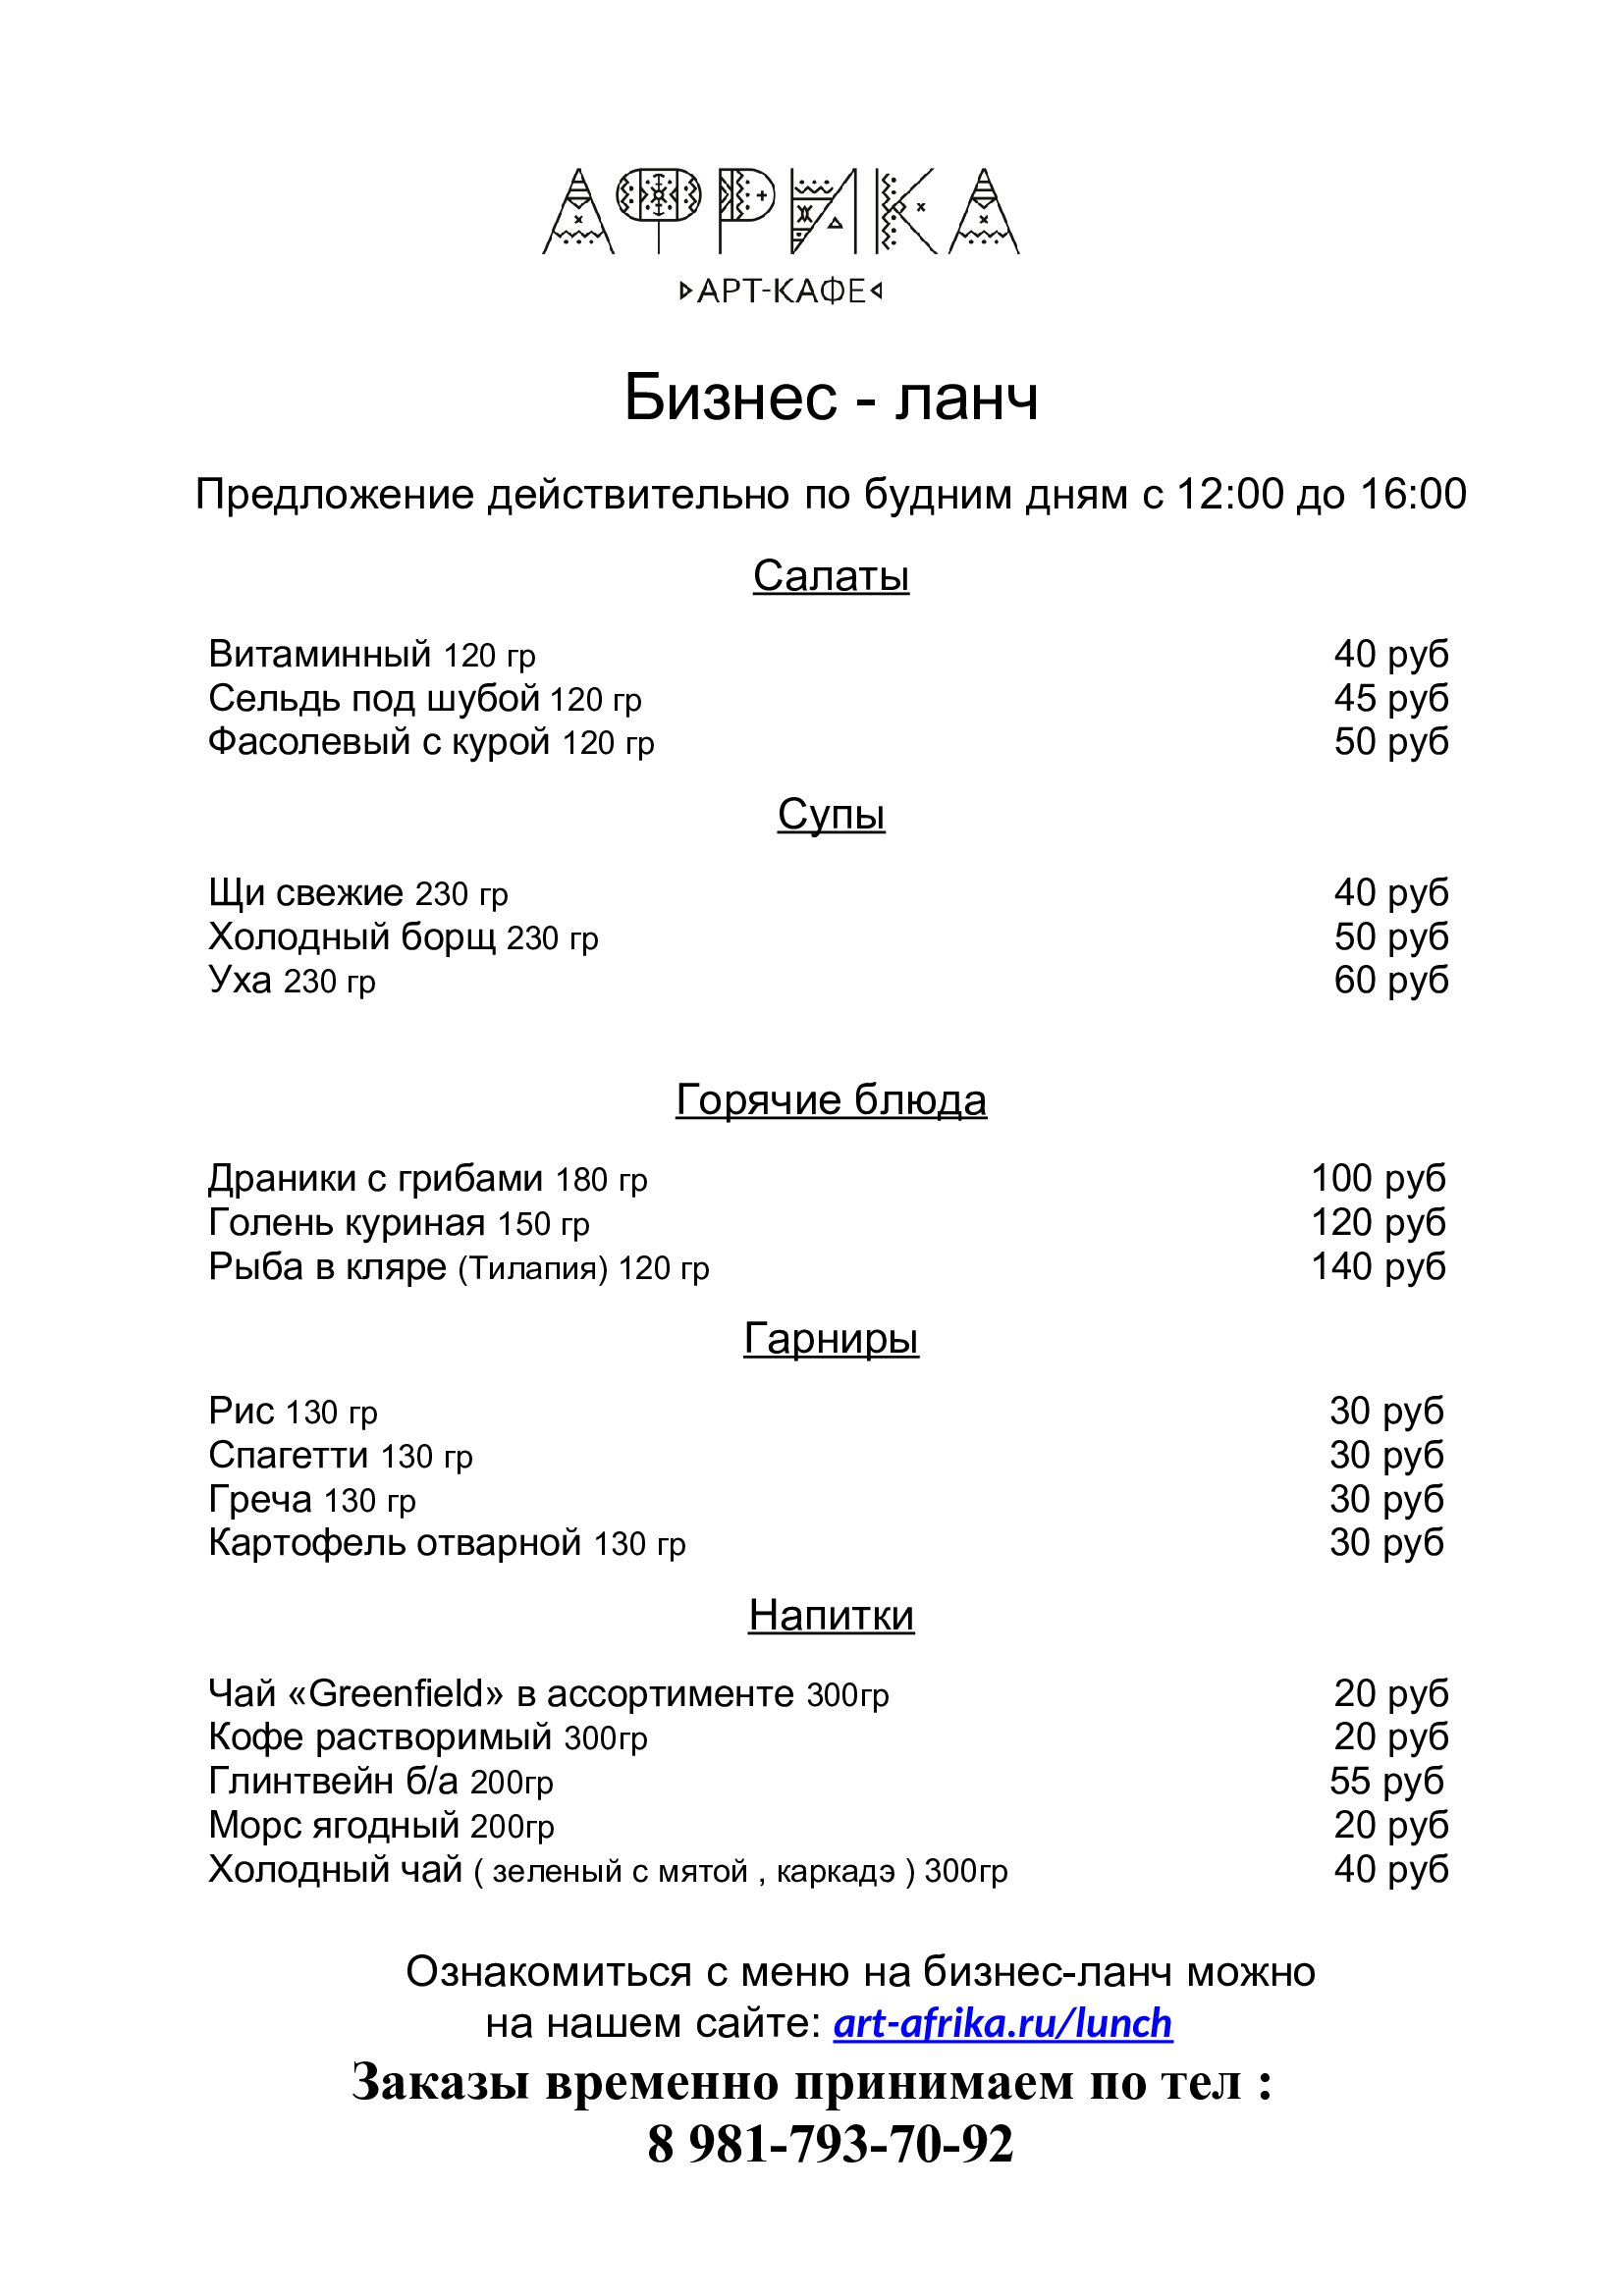 АФРИКА
АРТ-КАФЕ
Бизнес - ланч
Предложение действительно по будним дням с 12:00 до 16:00
Салаты
Витаминный 120 гр 40 руб
Сельдь под шубой 120 гр 45 руб
Фасолевый с курой 120 гр 50 руб
Супы
Щи свежие 230 гр 40 руб
Холодный борщ 230 гр 50 руб
Уха 230 гр 60 руб
Горячие блюда
Драники с грибами 180 гр 100 руб
Голень куриная 150 гр 120 руб
Рыба в кляре (Тилапия) 120 гр 140 руб
Гарниры
Рис 130 гр 30 руб
Спагетти 130 гр 30 руб
Греча 130 гр 30 руб
Картофель отварной 130 гр 30 руб
Напитки
Чай «Greenfield» в ассортименте 300гр 20 руб
Кофе растворимый 300гр 20 руб
Глинтвейн б/а 200гр 55 руб
Морс ягодный 200гр 20 руб
Холодный чай ( зеленый с мятой , каркадэ ) 300гр 40 руб
Ознакомиться с меню на бизнес-ланч можно
на нашем сайте: art-afrika.ru/lunch
Заказы временно принимаем по тел :
8 981-793-70-92